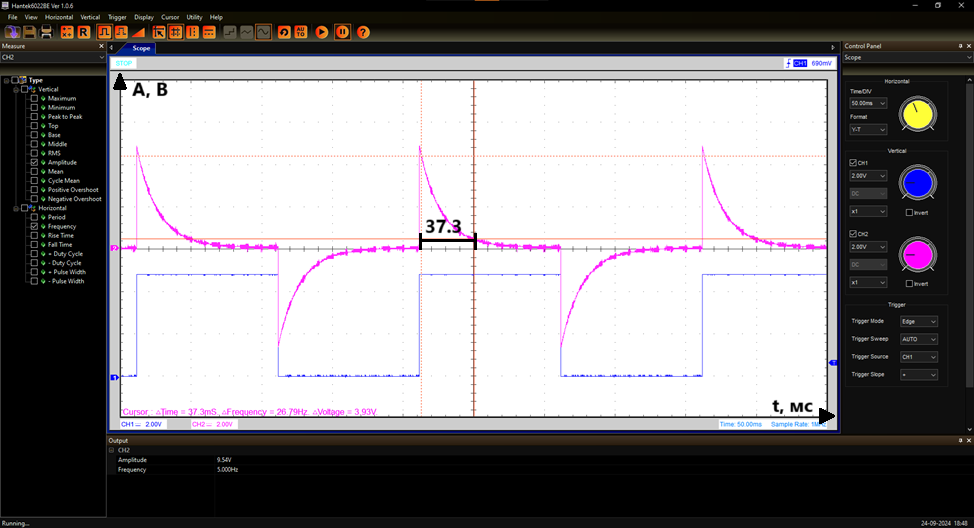 Hantek6022BE Ver 1.0.6
File View Horizontal Vertical Trigger Display Cursor Utility Help
Measure
CH2
Type
Vertical
Maximum
Minimum
Peak to Peak
Top
Base
Middle
RMS
Amplitude
Mean
Cycle Mean
Positive Overshoot
Negative Overshoot
Horizontal
Period
Frequency
Rise Time
Fall Time
+ Duty Cycle
- Duty Cycle
+ Pulse Width
- Pulse Width
Scope
STOP
CH1 690mV
A, B
37.3
t, мс
Cursor : △Time = 37.3mS, △Frequency = 26.79Hz, △Voltage = 3,93V
CH1 ⎓ 2.00V CH2 ⎓ 2.00V Time: 50.00ms Sample Rate: 1MHz
Control Panel
Scope
Horizontal
Time/DIV
50.00ms
Format
Y-T
Vertical
CH1
2.00V
DC
x1
Invert
CH2
2.00V
DC
x1
Invert
Trigger
Trigger Mode Edge
Trigger Sweep AUTO
Trigger Source CH1
Trigger Slope +
Output
CH2
Amplitude 9.54V
Frequency 5.000Hz
Running... 24-09-2024 18:48